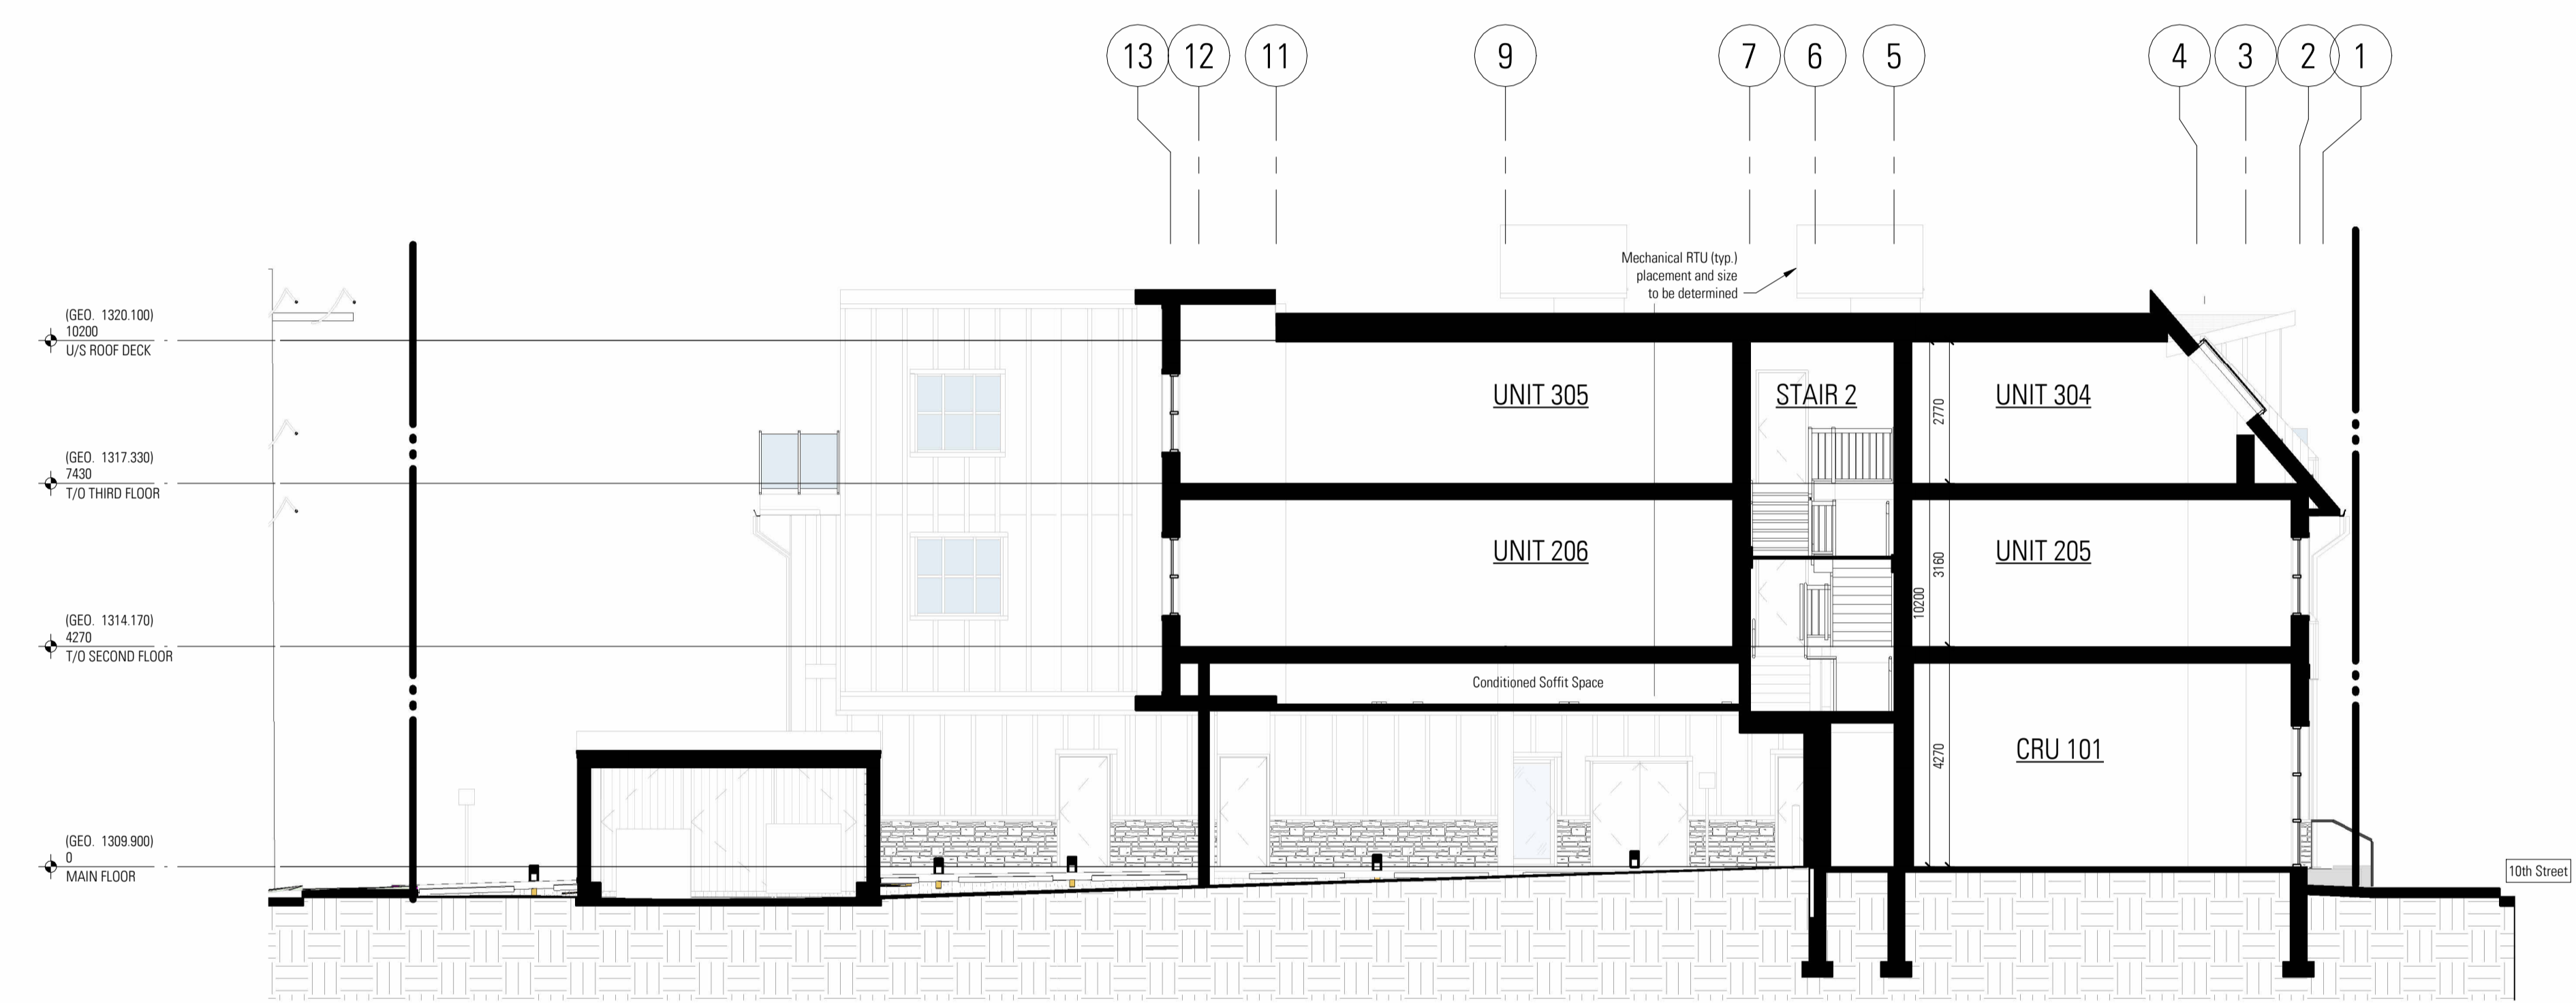 13 12 11 9 7 6 5 4 3 2 1
Mechanical RTU (typ.)
placement and size
to be determined
(GEO. 1320.100)
10200
U/S ROOF DECK
UNIT 305
STAIR 2
UNIT 304
2770
(GEO. 1317.330)
7430
T/O THIRD FLOOR
UNIT 206
UNIT 205
3160
10200
(GEO. 1314.170)
4270
T/O SECOND FLOOR
Conditioned Soffit Space
CRU 101
4270
(GEO. 1309.900)
0
MAIN FLOOR
10th Street